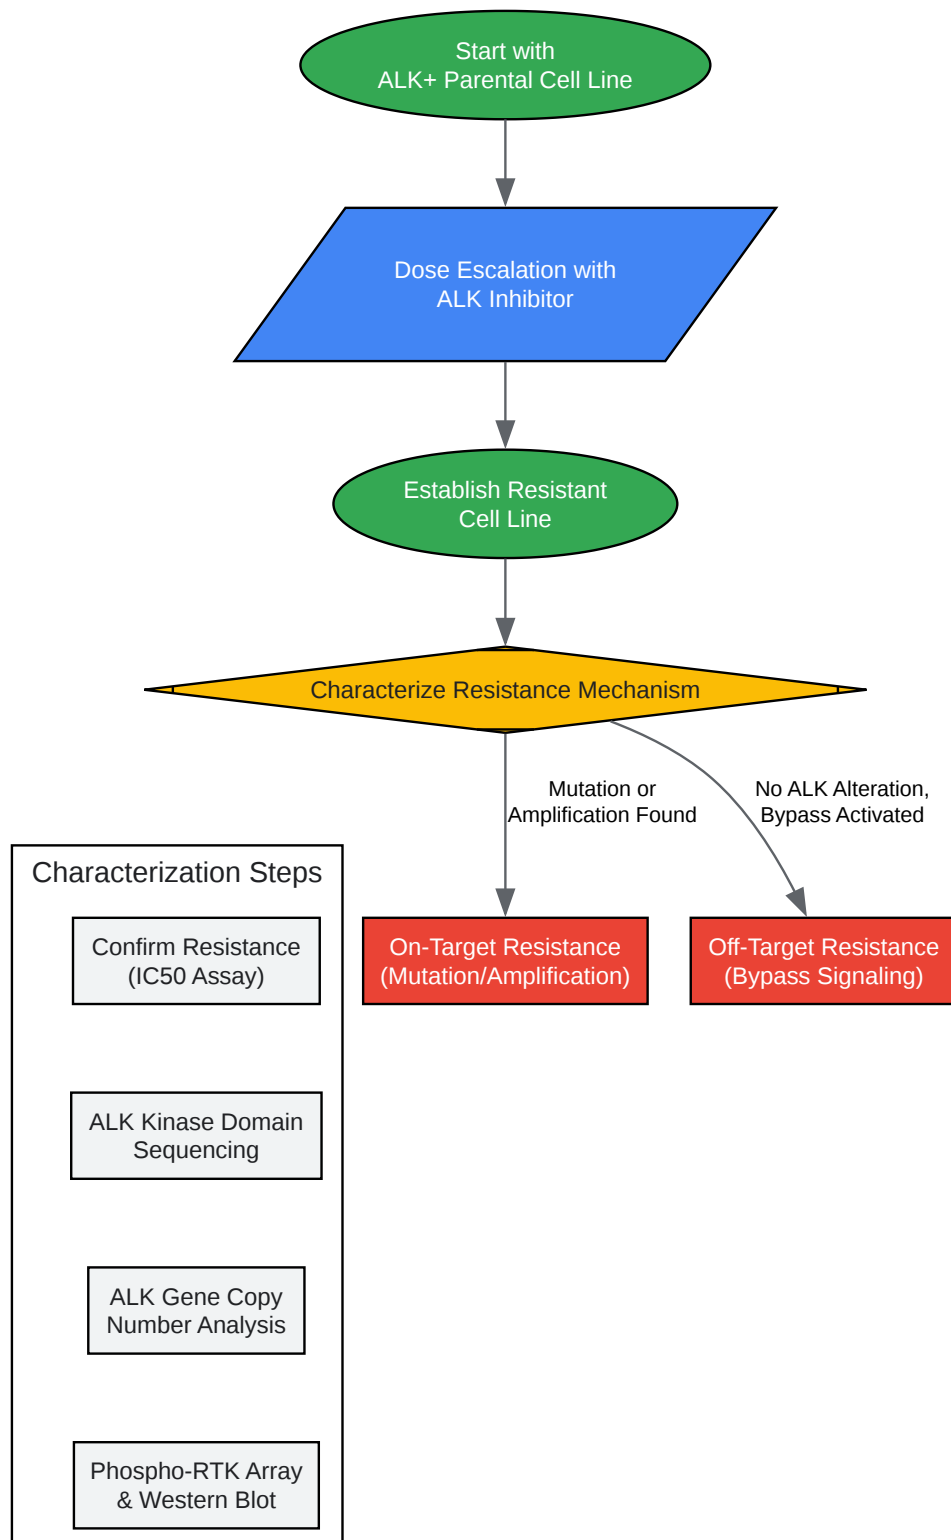 Start with
ALK+ Parental Cell Line
Dose Escalation with
ALK Inhibitor
Establish Resistant
Cell Line
Characterize Resistance Mechanism
Mutation or
Amplification Found
No ALK Alteration,
Bypass Activated
On-Target Resistance
(Mutation/Amplification)
Off-Target Resistance
(Bypass Signaling)
Characterization Steps
Confirm Resistance
(IC50 Assay)
ALK Kinase Domain
Sequencing
ALK Gene Copy
Number Analysis
Phospho-RTK Array
& Western Blot